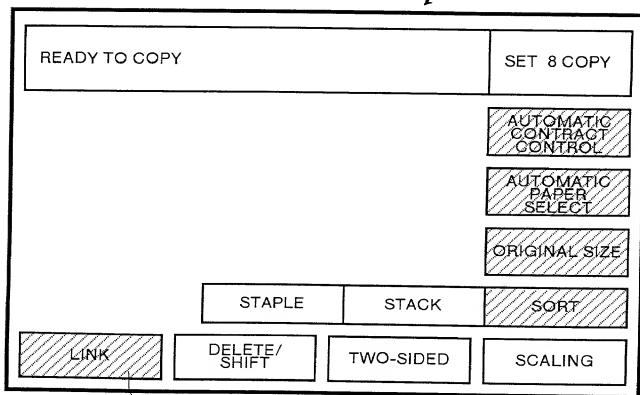 READY TO COPY
SET 8 COPY
AUTOMATIC
CONTRACT
CONTROL
AUTOMATIC
PAPER
SELECT
ORIGINAL SIZE
STAPLE
STACK
SORT
LINK
DELETE/
SHIFT
TWO-SIDED
SCALING